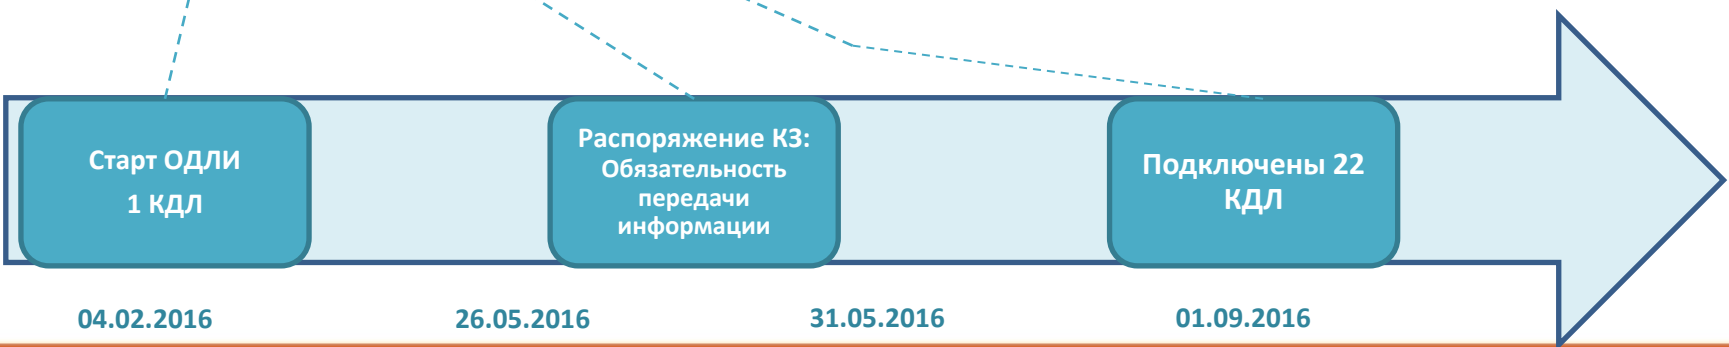 Старт ОДЛИ
1 КДЛ
Распоряжение КЗ:
Обязательность
передачи
информации
Подключены 22
КДЛ
04.02.2016
26.05.2016
31.05.2016
01.09.2016